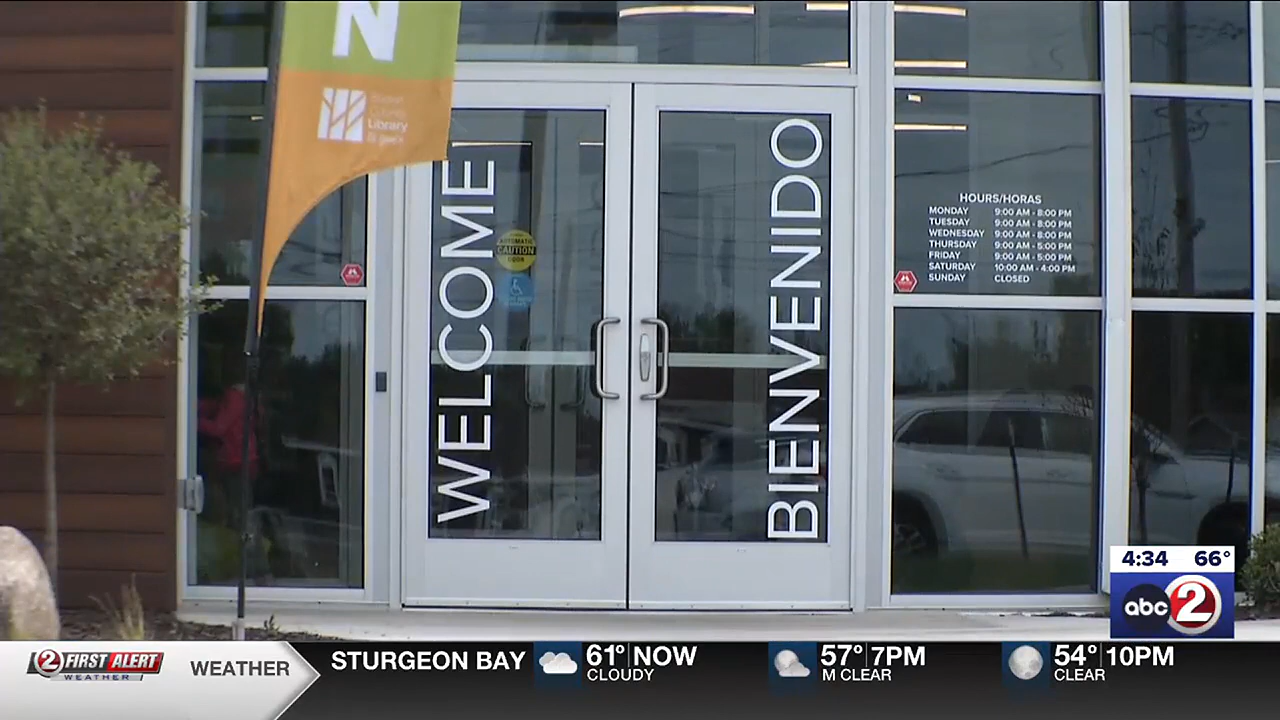 N
Library
WELCOME
BIENVENIDO
AUTOMATIC
CAUTION
DOOR
HOURS/HORAS
MONDAY 9:00 AM - 8:00 PM
TUESDAY 9:00 AM - 8:00 PM
WEDNESDAY 9:00 AM - 8:00 PM
THURSDAY 9:00 AM - 5:00 PM
FRIDAY 9:00 AM - 5:00 PM
SATURDAY 10:00 AM - 4:00 PM
SUNDAY CLOSED
4:34 66°
abc 2
2 FIRST ALERT
WEATHER
WEATHER
STURGEON BAY
61° NOW
CLOUDY
57° 7PM
M CLEAR
54° 10PM
CLEAR